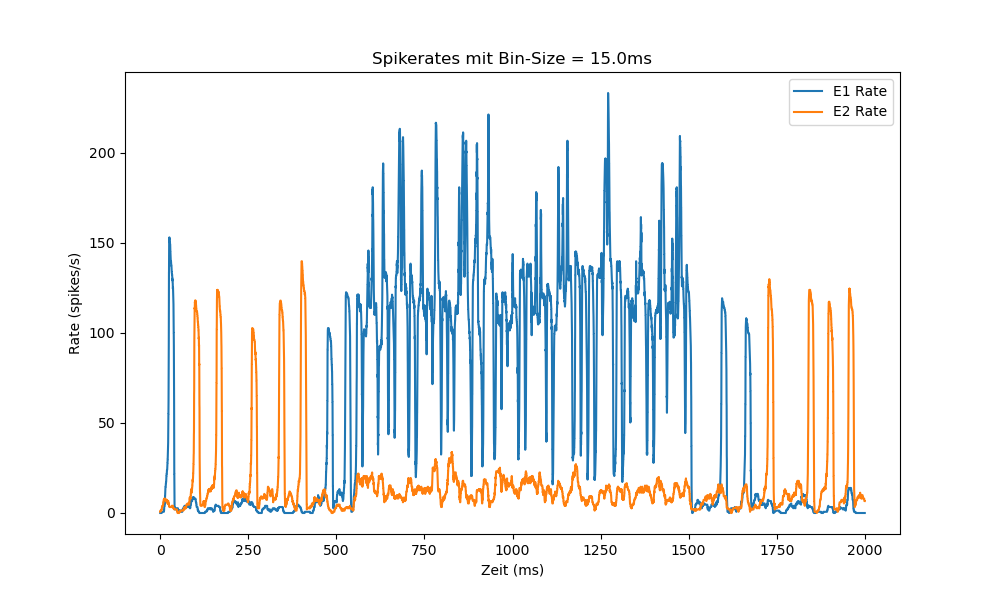 Spikerates mit Bin-Size = 15.0ms
E1 Rate
E2 Rate
Rate (spikes/s)
200
150
100
50
0
0 250 500 750 1000 1250 1500 1750 2000
Zeit (ms)